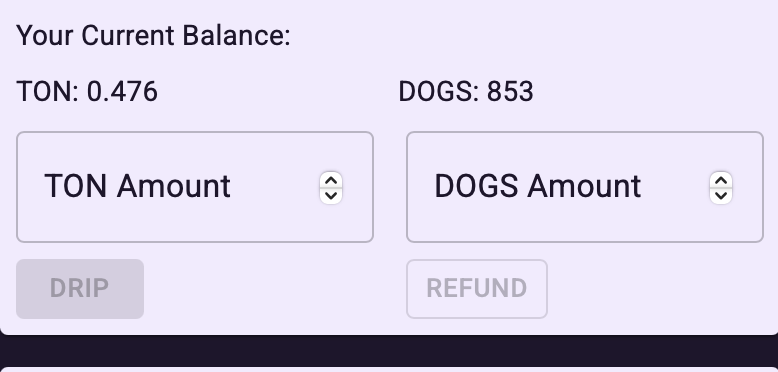 Your Current Balance:
TON: 0.476 DOGS: 853
TON Amount DOGS Amount
DRIP REFUND